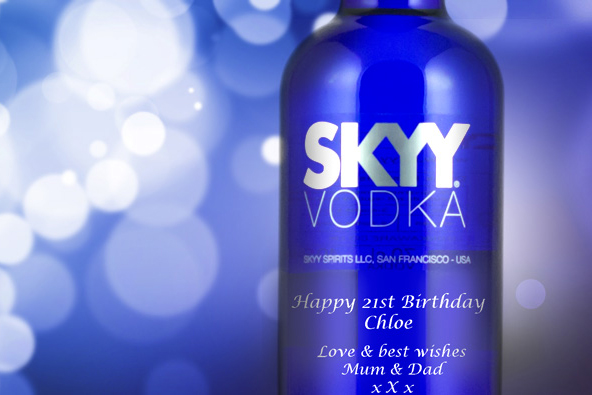 SKYY
VODKA
SKYY SPIRITS LLC, SAN FRANCISCO - USA
Happy 21st Birthday
Chloe
Love & best wishes
Mum & Dad
x X x